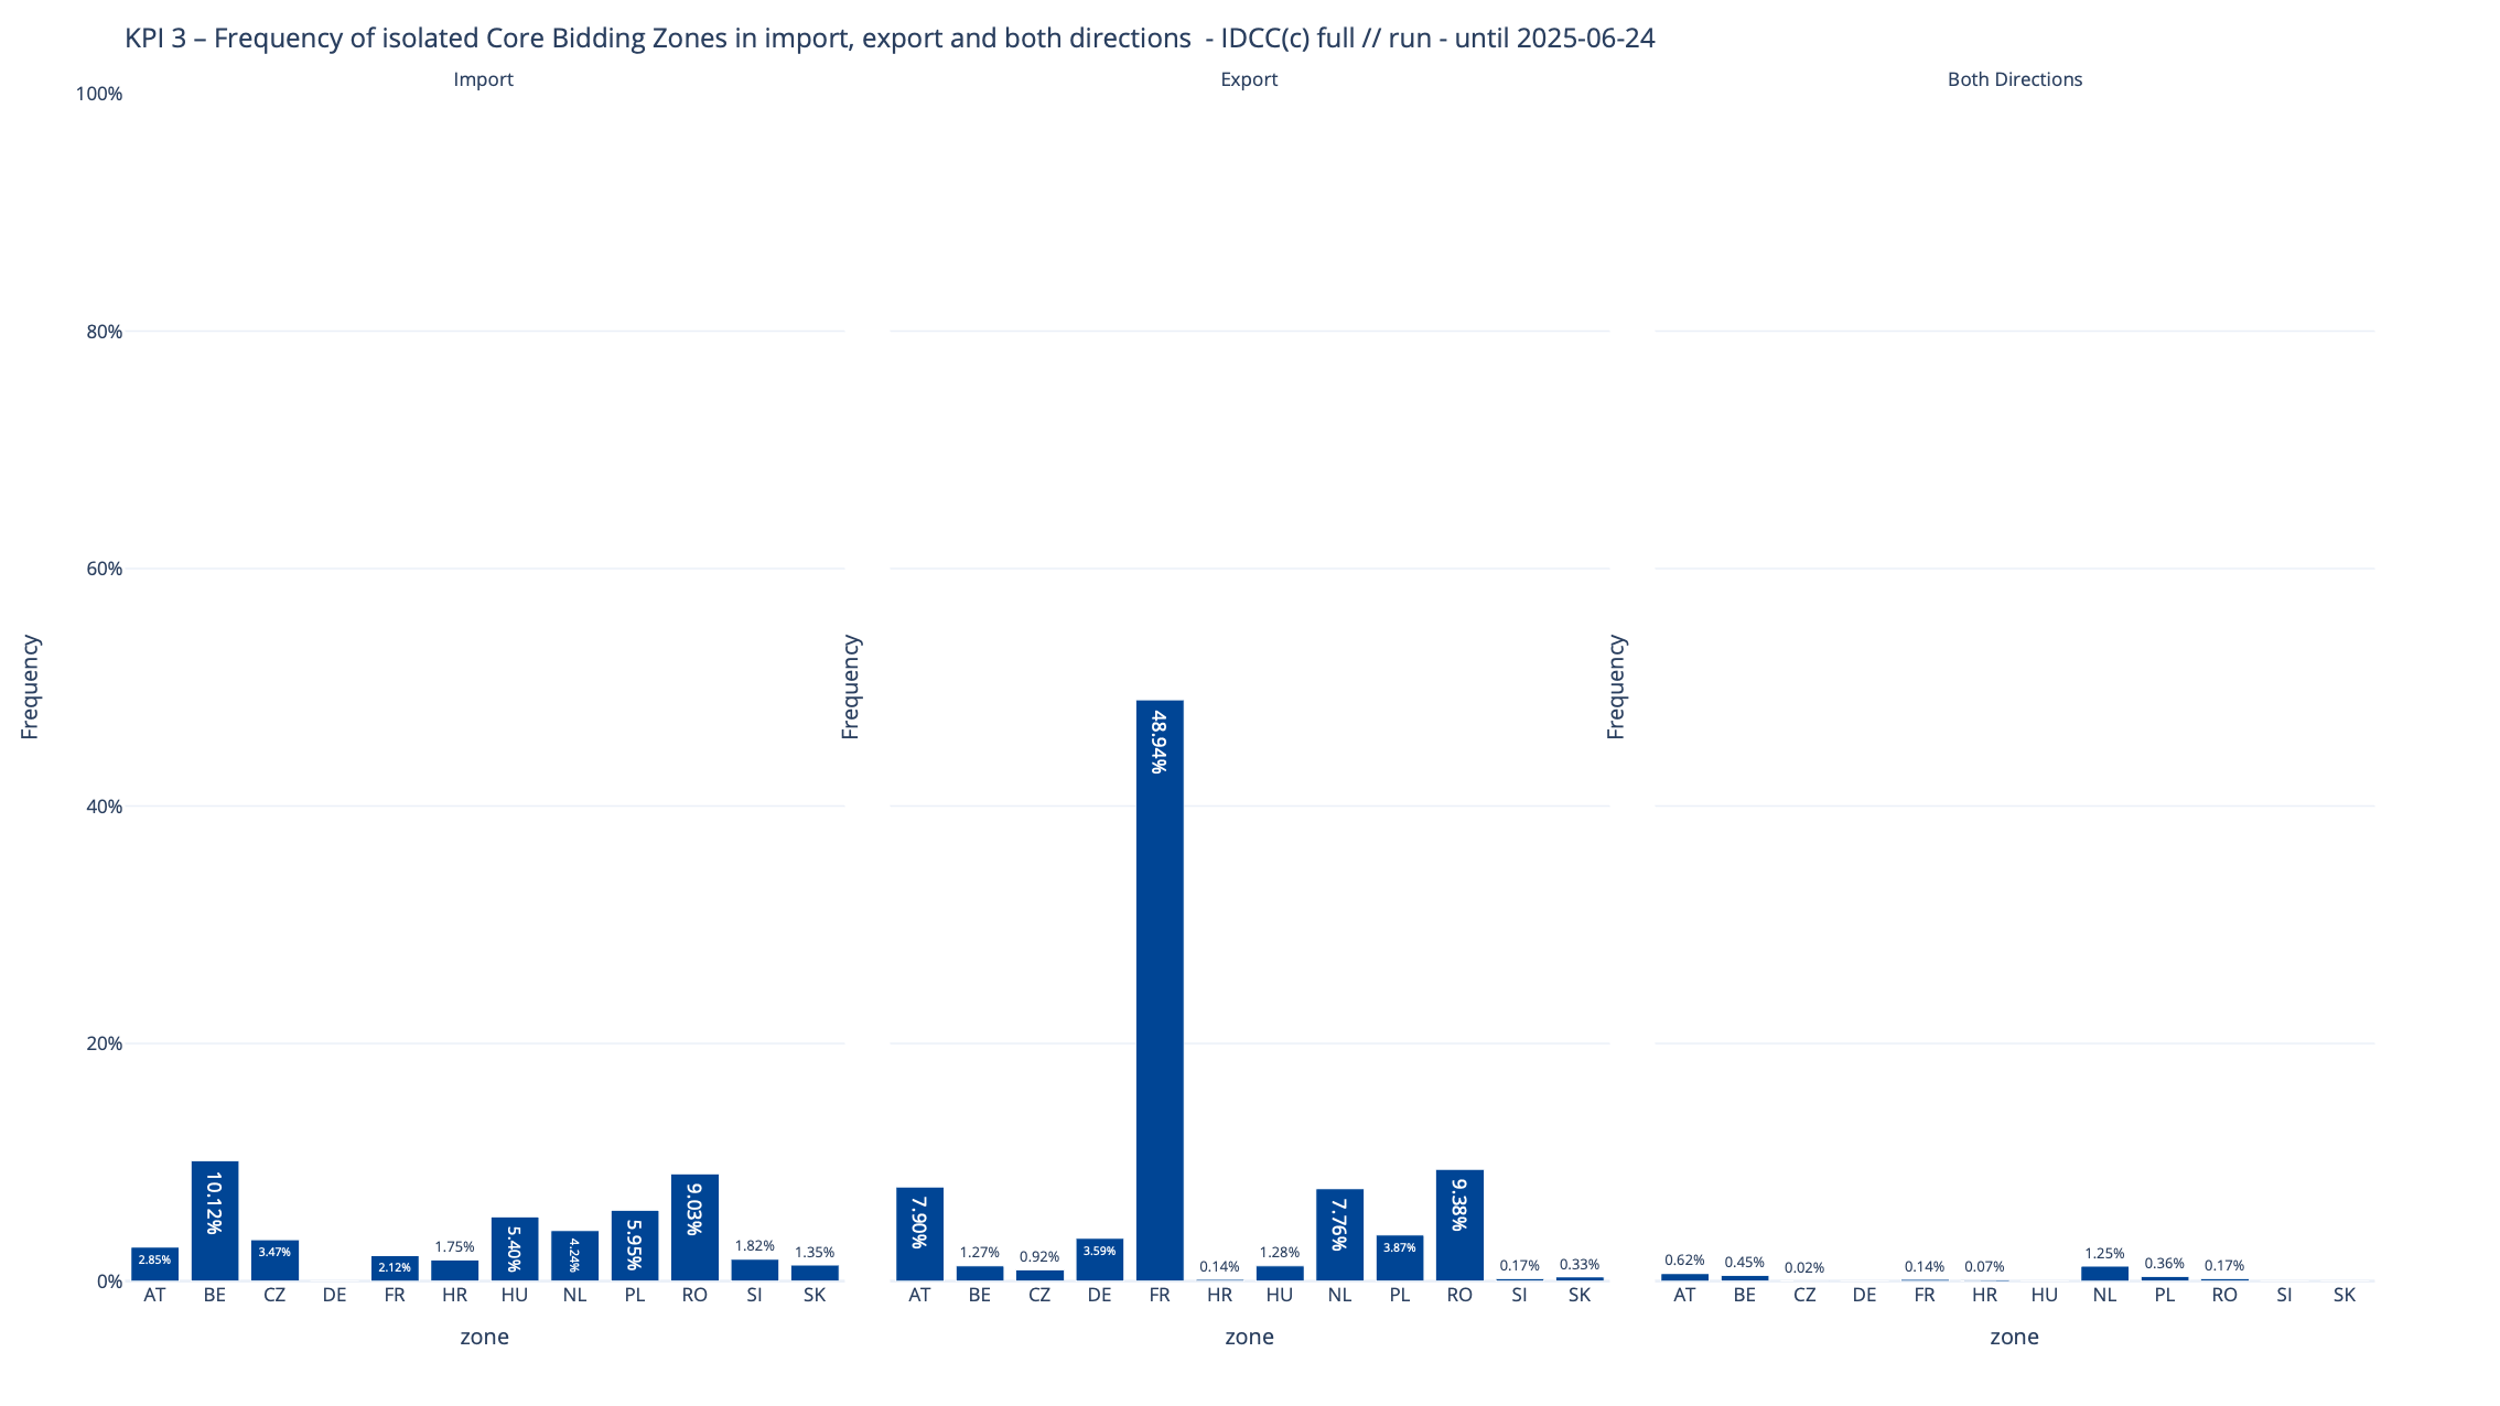 KPI 3 – Frequency of isolated Core Bidding Zones in import, export and both directions  - IDCC(c) full // run - until 2025-06-24
Import
Export
Both Directions
100%
80%
60%
40%
20%
0%
Frequency
2.85%
10.12%
3.47%
2.12%
1.75%
5.40%
4.24%
5.95%
9.03%
1.82%
1.35%
AT BE CZ DE FR HR HU NL PL RO SI SK
zone
Frequency
7.90%
1.27%
0.92%
3.59%
48.94%
0.14%
1.28%
7.76%
3.87%
9.38%
0.17%
0.33%
AT BE CZ DE FR HR HU NL PL RO SI SK
zone
Frequency
0.62%
0.45%
0.02%
0.14%
0.07%
1.25%
0.36%
0.17%
AT BE CZ DE FR HR HU NL PL RO SI SK
zone